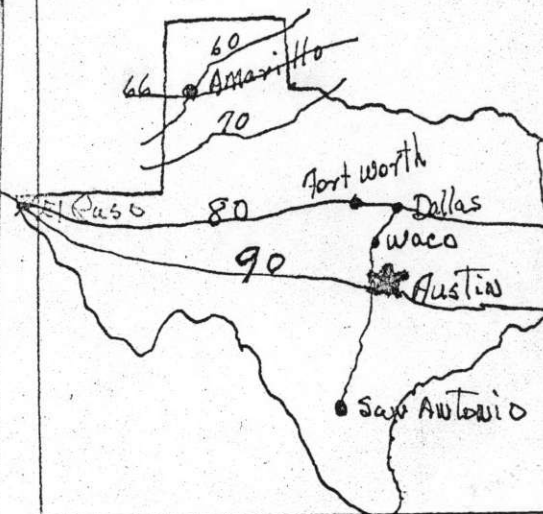 60
Amarillo
66
70
Fort Worth
El Paso
80
Dallas
Waco
90
Austin
San Antonio